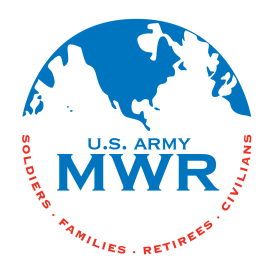 U.S. ARMY
MWR
SOLDIERS · FAMILIES · RETIREES · CIVILIANS